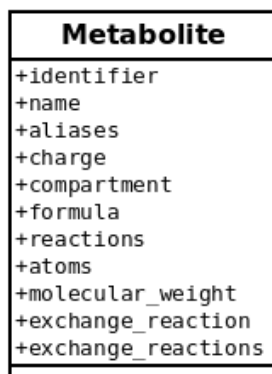 Metabolite
+identifier
+name
+aliases
+charge
+compartment
+formula
+reactions
+atoms
+molecular_weight
+exchange_reaction
+exchange_reactions